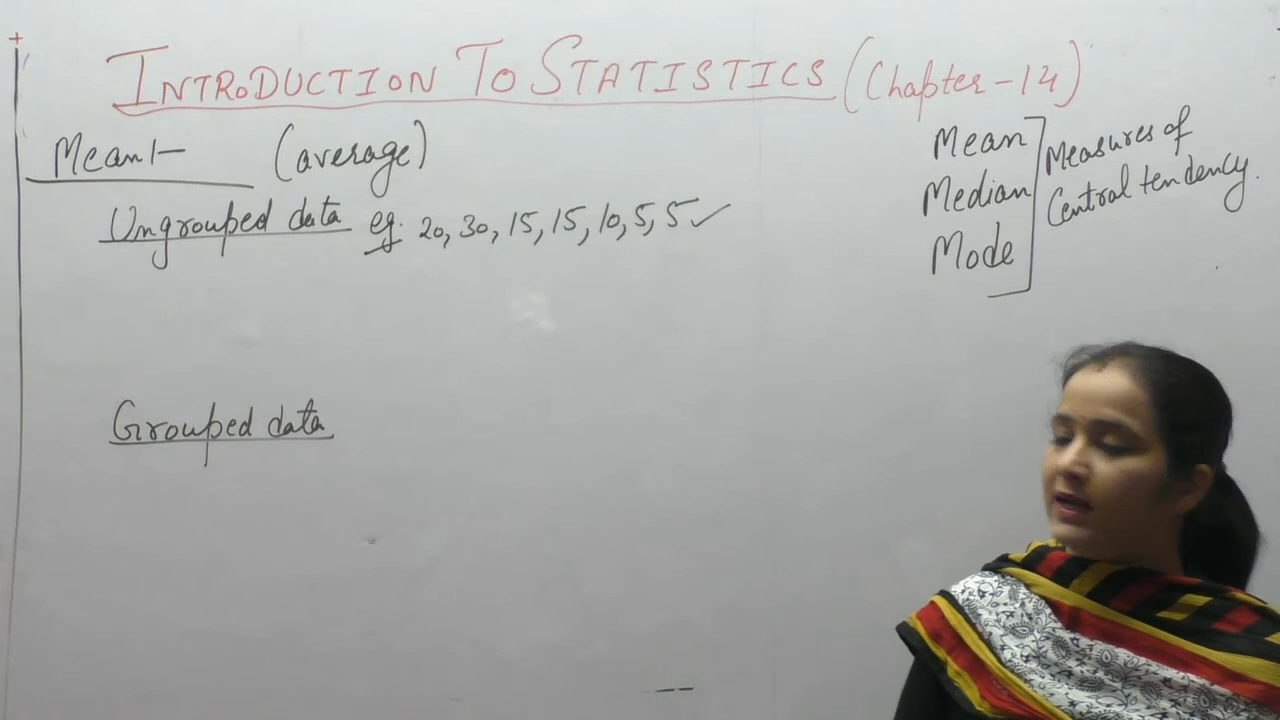 INTRODUCTION TO STATISTICS (Chapter-14)
Mean:- (average)
Ungrouped data eg. 20, 30, 15, 15, 10, 5, 5 ✓
Grouped data
Mean
Median
Mode
Measures of
Central tendency.